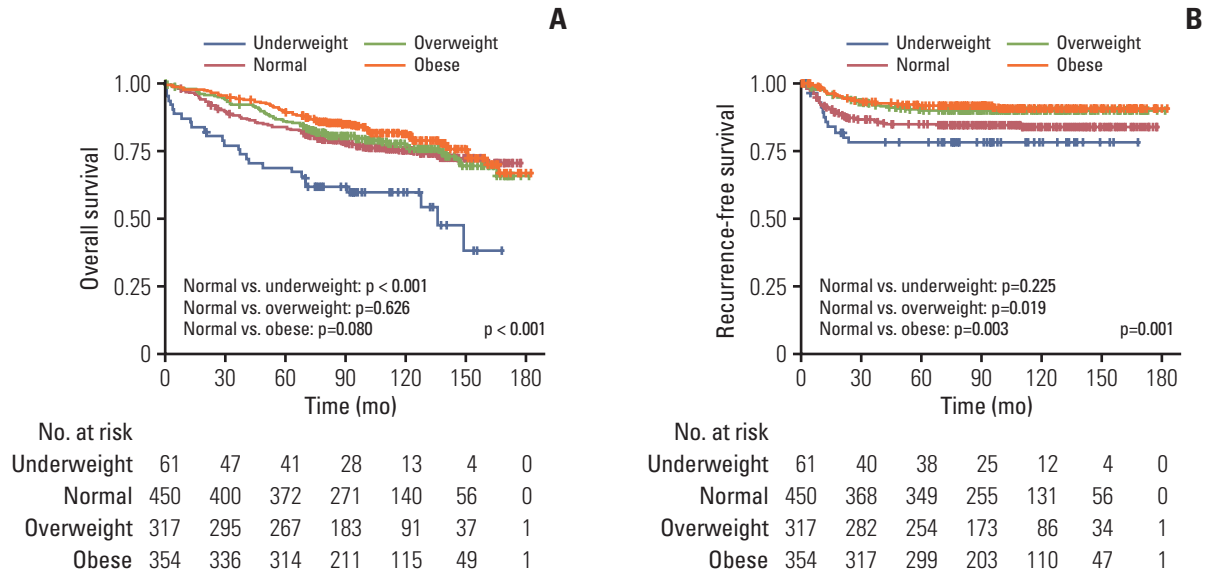 A
Underweight Overweight
Normal Obese
1.00
0.75
0.50
0.25
0
Overall survival
Normal vs. underweight: p < 0.001
Normal vs. overweight: p=0.626
Normal vs. obese: p=0.080 p < 0.001
0 30 60 90 120 150 180
Time (mo)
No. at risk
Underweight 61 47 41 28 13 4 0
Normal 450 400 372 271 140 56 0
Overweight 317 295 267 183 91 37 1
Obese 354 336 314 211 115 49 1
B
Underweight Overweight
Normal Obese
1.00
0.75
0.50
0.25
0
Recurrence-free survival
Normal vs. underweight: p=0.225
Normal vs. overweight: p=0.019
Normal vs. obese: p=0.003 p=0.001
0 30 60 90 120 150 180
Time (mo)
No. at risk
Underweight 61 40 38 25 12 4 0
Normal 450 368 349 255 131 56 0
Overweight 317 282 254 173 86 34 1
Obese 354 317 299 203 110 47 1